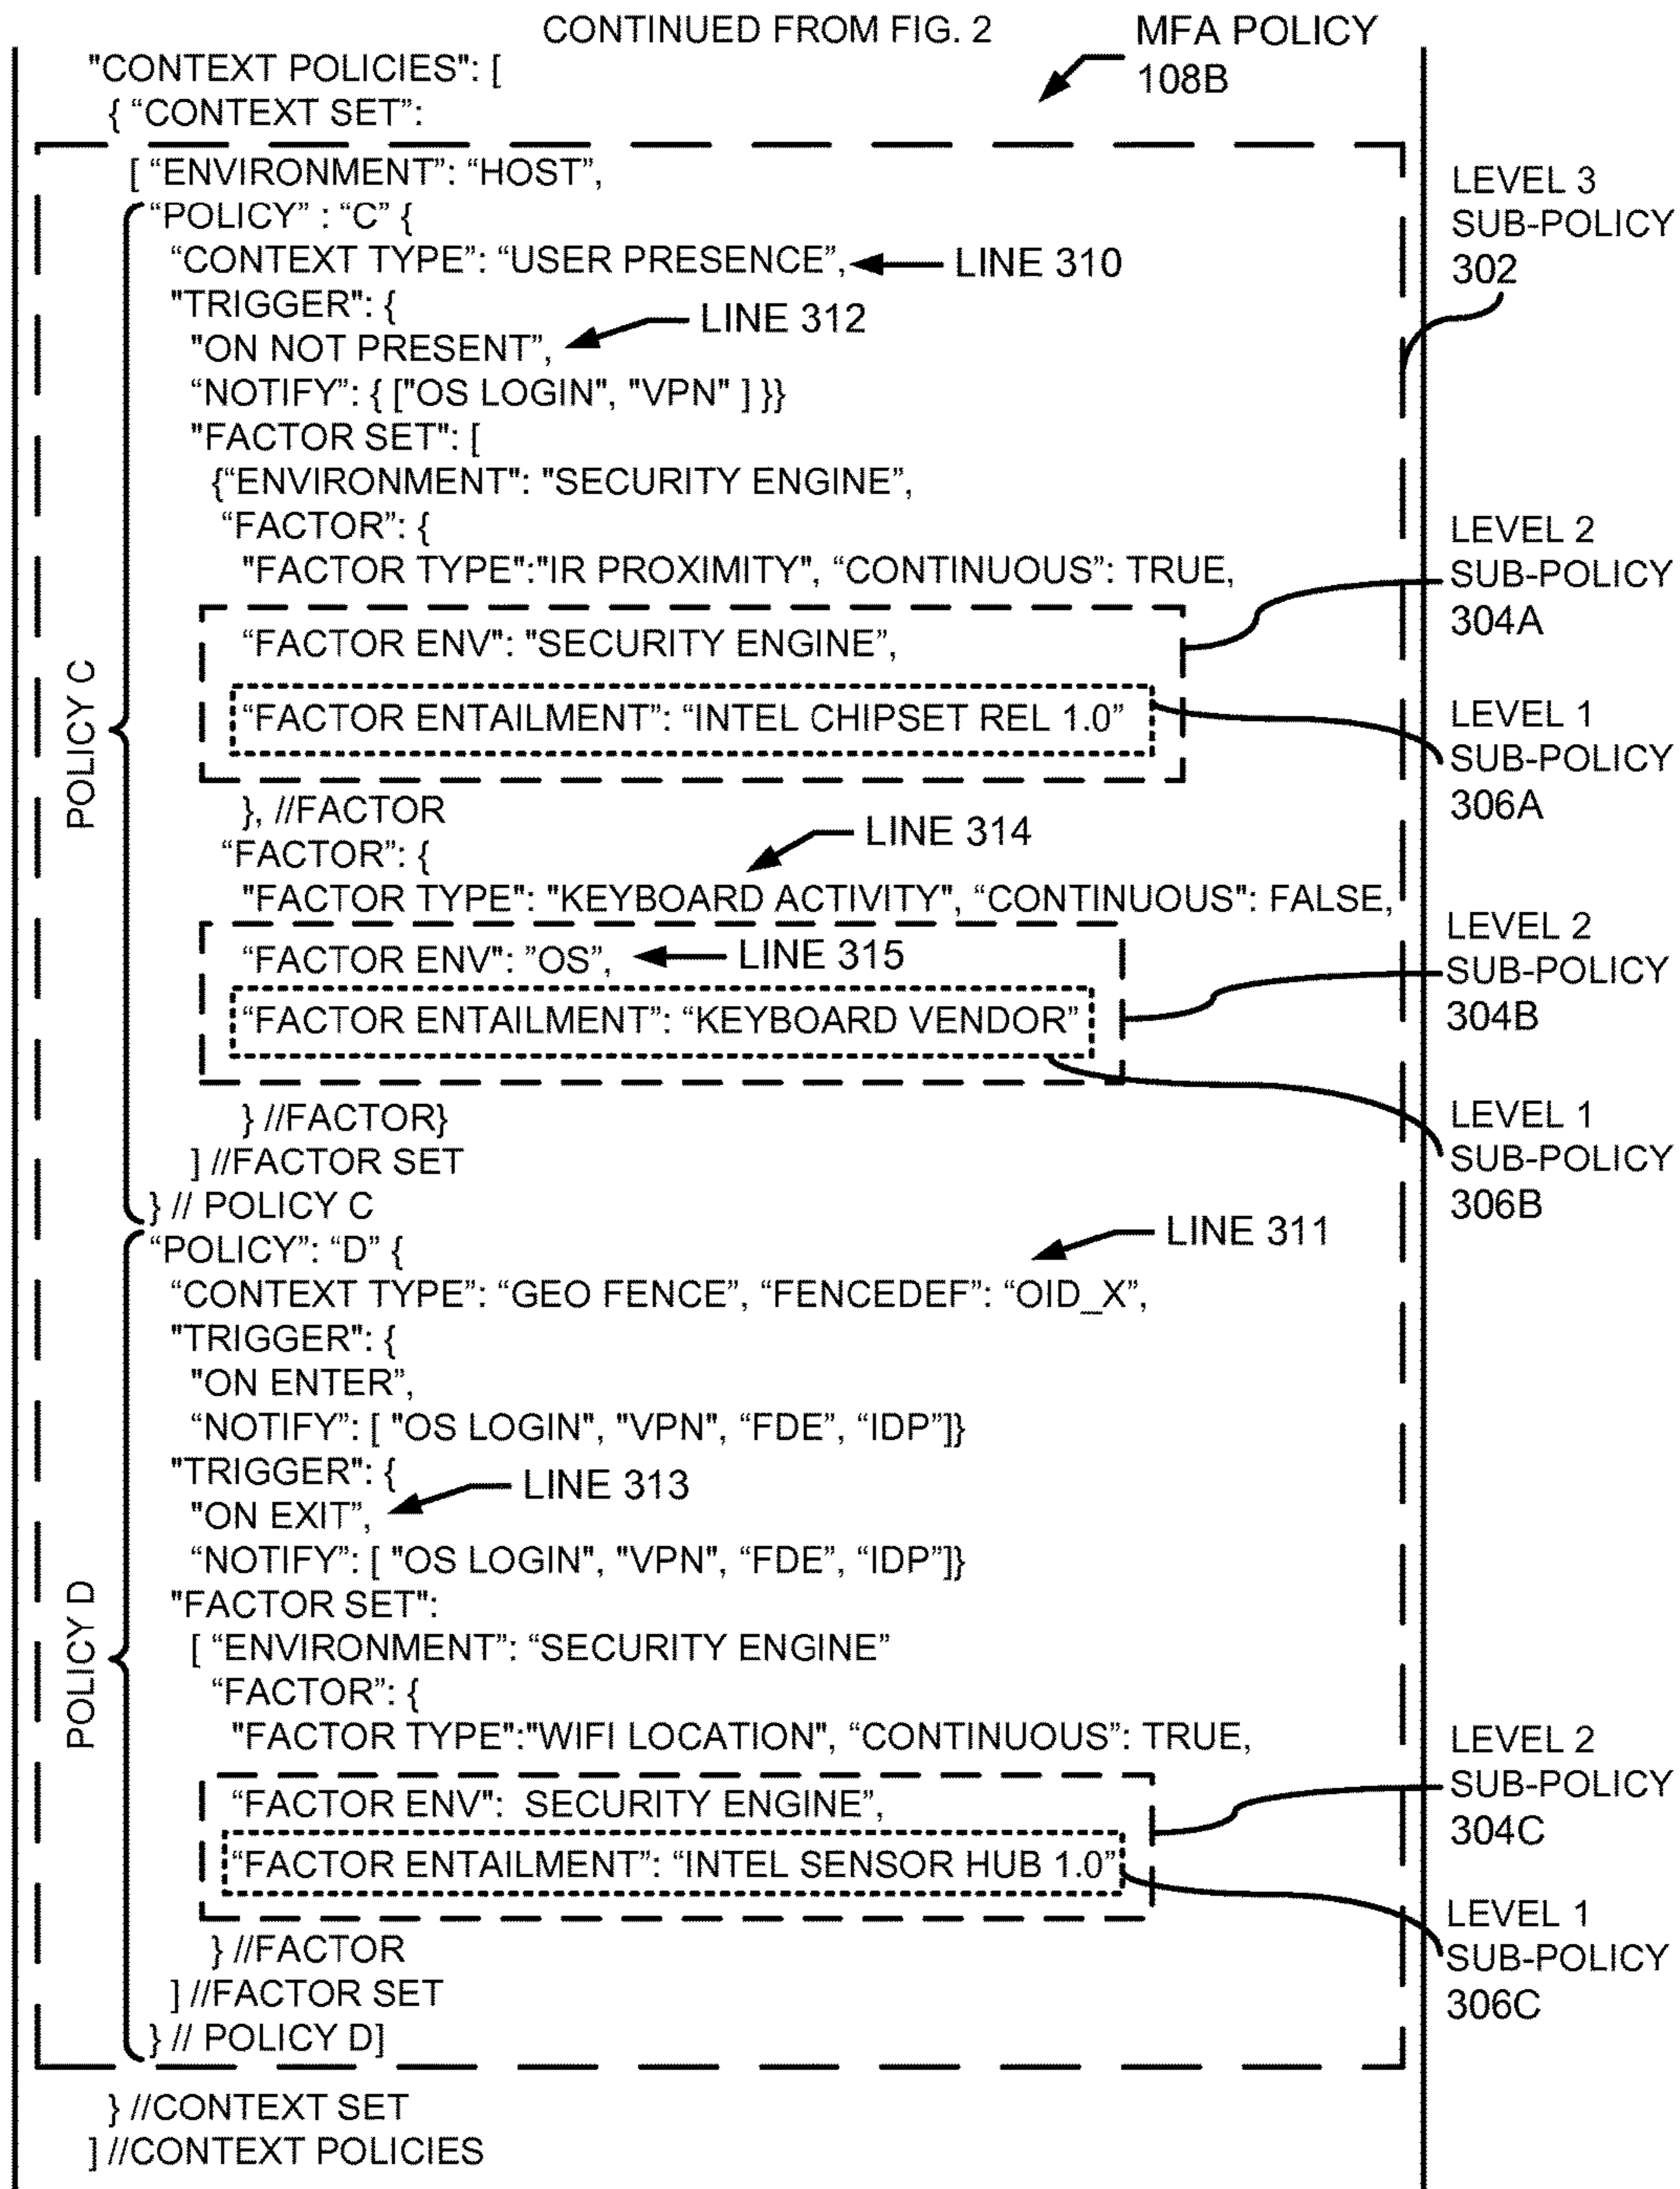 CONTINUED FROM FIG. 2
MFA POLICY
108B
"CONTEXT POLICIES": [
{ “CONTEXT SET”:
[ “ENVIRONMENT”: “HOST”,
“POLICY” : “C” {
“CONTEXT TYPE”: “USER PRESENCE”,
LINE 310
"TRIGGER": {
LINE 312
"ON NOT PRESENT”,
“NOTIFY”: { ["OS LOGIN", "VPN" ] }}
"FACTOR SET": [
{“ENVIRONMENT": "SECURITY ENGINE”,
“FACTOR”: {
"FACTOR TYPE":"IR PROXIMITY", “CONTINUOUS”: TRUE,
“FACTOR ENV": "SECURITY ENGINE”,
“FACTOR ENTAILMENT”: “INTEL CHIPSET REL 1.0”
}, //FACTOR
LINE 314
“FACTOR”: {
"FACTOR TYPE": "KEYBOARD ACTIVITY", “CONTINUOUS": FALSE,
“FACTOR ENV": ”OS”,
LINE 315
“FACTOR ENTAILMENT”: “KEYBOARD VENDOR”
} //FACTOR}
] //FACTOR SET
} // POLICY C
POLICY C
LINE 311
“POLICY”: “D” {
“CONTEXT TYPE”: “GEO FENCE”, “FENCEDEF”: “OID_X”,
"TRIGGER": {
"ON ENTER”,
“NOTIFY”: [ "OS LOGIN", "VPN", “FDE”, “IDP”]}
"TRIGGER": {
LINE 313
"ON EXIT”,
“NOTIFY”: [ "OS LOGIN", "VPN", “FDE”, “IDP”]}
"FACTOR SET":
[ “ENVIRONMENT”: “SECURITY ENGINE”
“FACTOR”: {
"FACTOR TYPE":"WIFI LOCATION", “CONTINUOUS”: TRUE,
“FACTOR ENV": SECURITY ENGINE”,
“FACTOR ENTAILMENT”: “INTEL SENSOR HUB 1.0”
} //FACTOR
] //FACTOR SET
} // POLICY D]
POLICY D
} //CONTEXT SET
] //CONTEXT POLICIES
LEVEL 3
SUB-POLICY
302
LEVEL 2
SUB-POLICY
304A
LEVEL 1
SUB-POLICY
306A
LEVEL 2
SUB-POLICY
304B
LEVEL 1
SUB-POLICY
306B
LEVEL 2
SUB-POLICY
304C
LEVEL 1
SUB-POLICY
306C